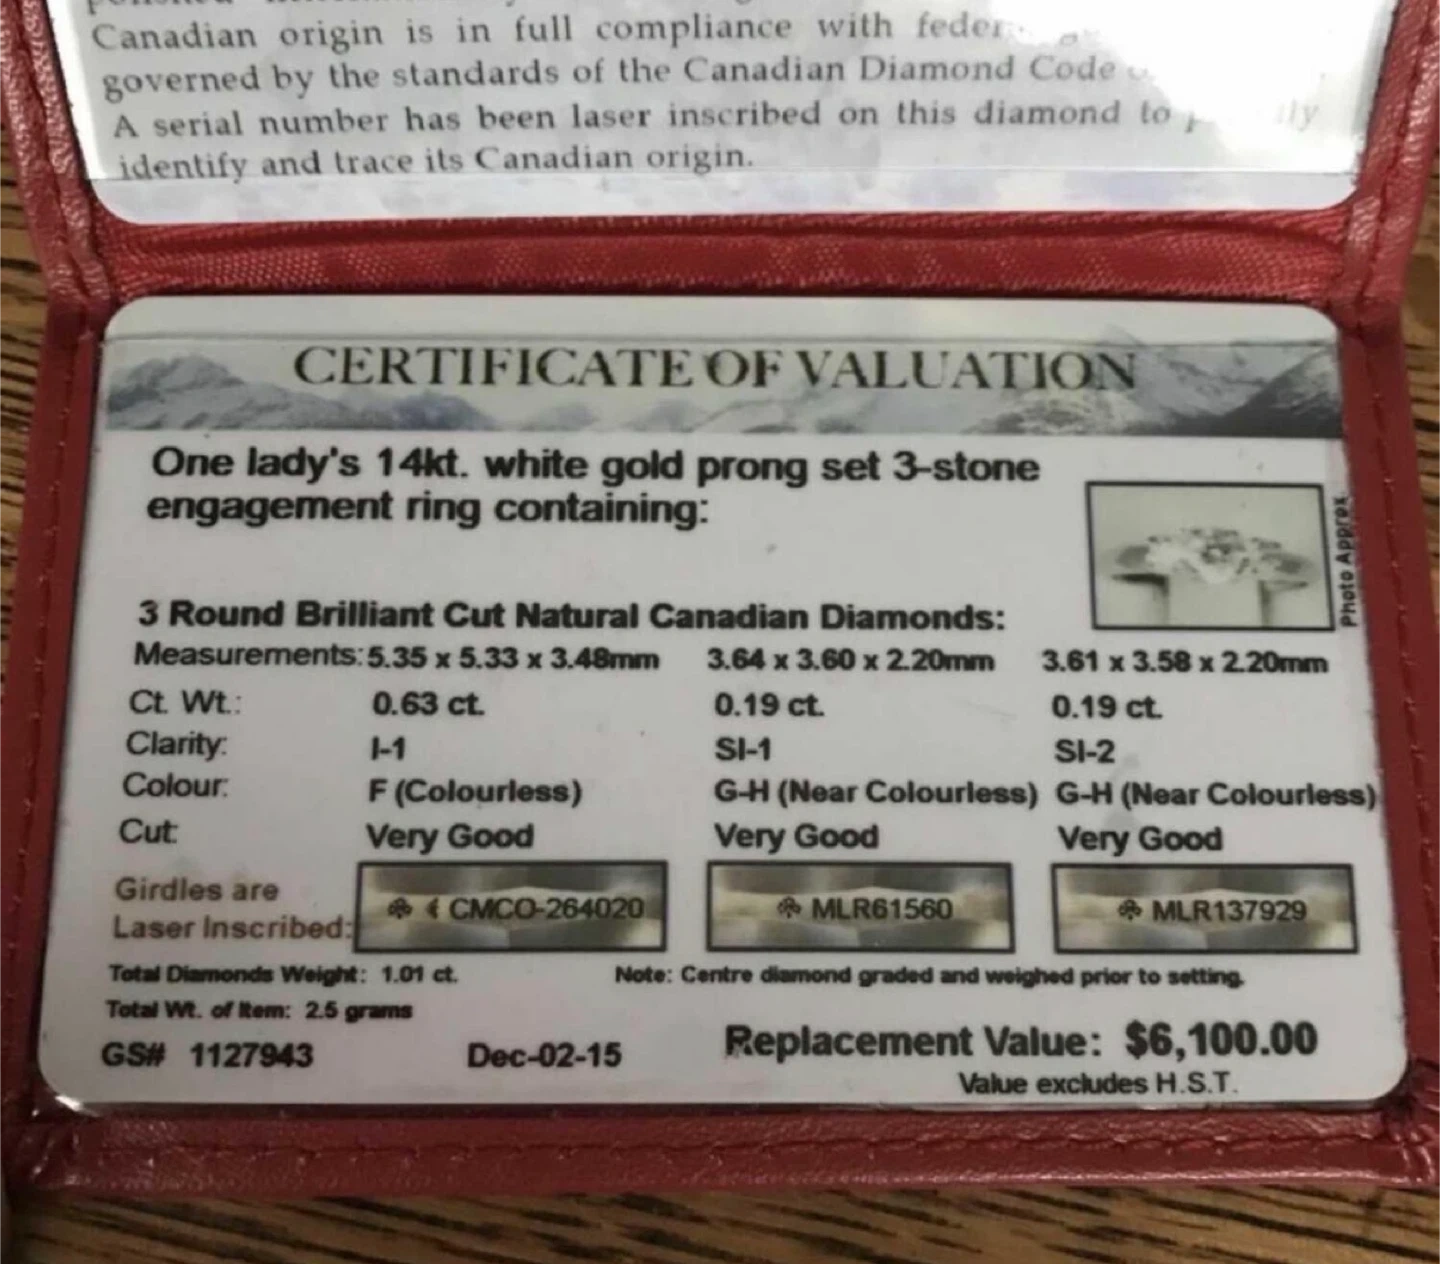 Canadian origin is in full compliance with
governed by the standards of the Canadian Diamond Code
A serial number has been laser inscribed on this diamond to
identify and trace its Canadian origin.
CERTIFICATE OF VALUATION
One lady's 14kt. white gold prong set 3-stone
engagement ring containing:
Photo Approx
3 Round Brilliant Cut Natural Canadian Diamonds:
Measurements: 5.35 x 5.33 x 3.48mm 3.64 x 3.60 x 2.20mm 3.61 x 3.58 x 2.20mm
Ct. Wt.: 0.63 ct. 0.19 ct. 0.19 ct.
Clarity: I-1 SI-1 SI-2
Colour: F (Colourless) G-H (Near Colourless) G-H (Near Colourless)
Cut: Very Good Very Good Very Good
Girdles are
Laser Inscribed: CMCO-264020 MLR61560 MLR137929
Total Diamonds Weight: 1.01 ct. Note: Centre diamond graded and weighed prior to setting.
Total Wt. of Item: 2.5 grams
GS# 1127943 Dec-02-15 Replacement Value: $6,100.00
Value excludes H.S.T.